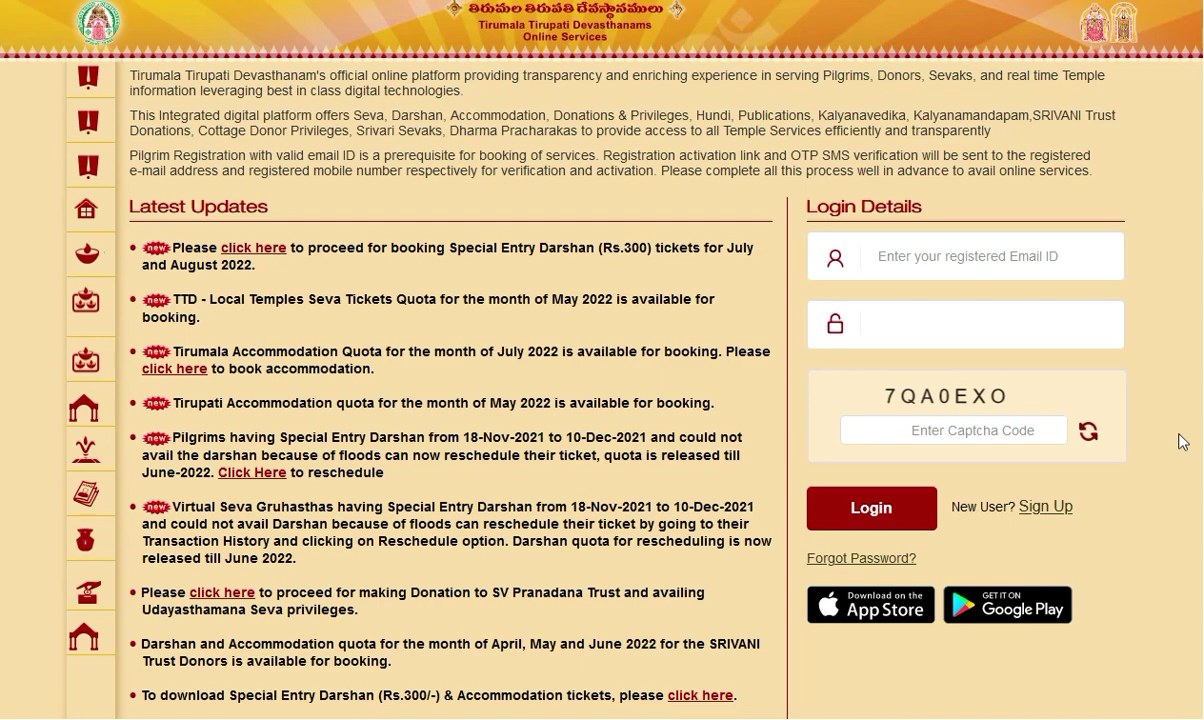 తిరుమల తిరుపతి దేవస్థానములు
Tirumala Tirupati Devasthanams
Online Services
Tirumala Tirupati Devasthanam's official online platform providing transparency and enriching experience in serving Pilgrims, Donors, Sevaks, and real time Temple
information leveraging best in class digital technologies.
This Integrated digital platform offers Seva, Darshan, Accommodation, Donations & Privileges, Hundi, Publications, Kalyanavedika, Kalyanamandapam,SRIVANI Trust
Donations, Cottage Donor Privileges, Srivari Sevaks, Dharma Pracharakas to provide access to all Temple Services efficiently and transparently
Pilgrim Registration with valid email ID is a prerequisite for booking of services. Registration activation link and OTP SMS verification will be sent to the registered
e-mail address and registered mobile number respectively for verification and activation. Please complete all this process well in advance to avail online services.
Latest Updates
new Please click here to proceed for booking Special Entry Darshan (Rs.300) tickets for July
and August 2022.
new TTD - Local Temples Seva Tickets Quota for the month of May 2022 is available for
booking.
new Tirumala Accommodation Quota for the month of July 2022 is available for booking. Please
click here to book accommodation.
new Tirupati Accommodation quota for the month of May 2022 is available for booking.
new Pilgrims having Special Entry Darshan from 18-Nov-2021 to 10-Dec-2021 and could not
avail the darshan because of floods can now reschedule their ticket, quota is released till
June-2022. Click Here to reschedule
new Virtual Seva Gruhasthas having Special Entry Darshan from 18-Nov-2021 to 10-Dec-2021
and could not avail Darshan because of floods can reschedule their ticket by going to their
Transaction History and clicking on Reschedule option. Darshan quota for rescheduling is now
released till June 2022.
Please click here to proceed for making Donation to SV Pranadana Trust and availing
Udayasthamana Seva privileges.
Darshan and Accommodation quota for the month of April, May and June 2022 for the SRIVANI
Trust Donors is available for booking.
To download Special Entry Darshan (Rs.300/-) & Accommodation tickets, please click here.
Login Details
Enter your registered Email ID
7QA0EXO
Enter Captcha Code
Login New User? Sign Up
Forgot Password?
Download on the
App Store
GET IT ON
Google Play